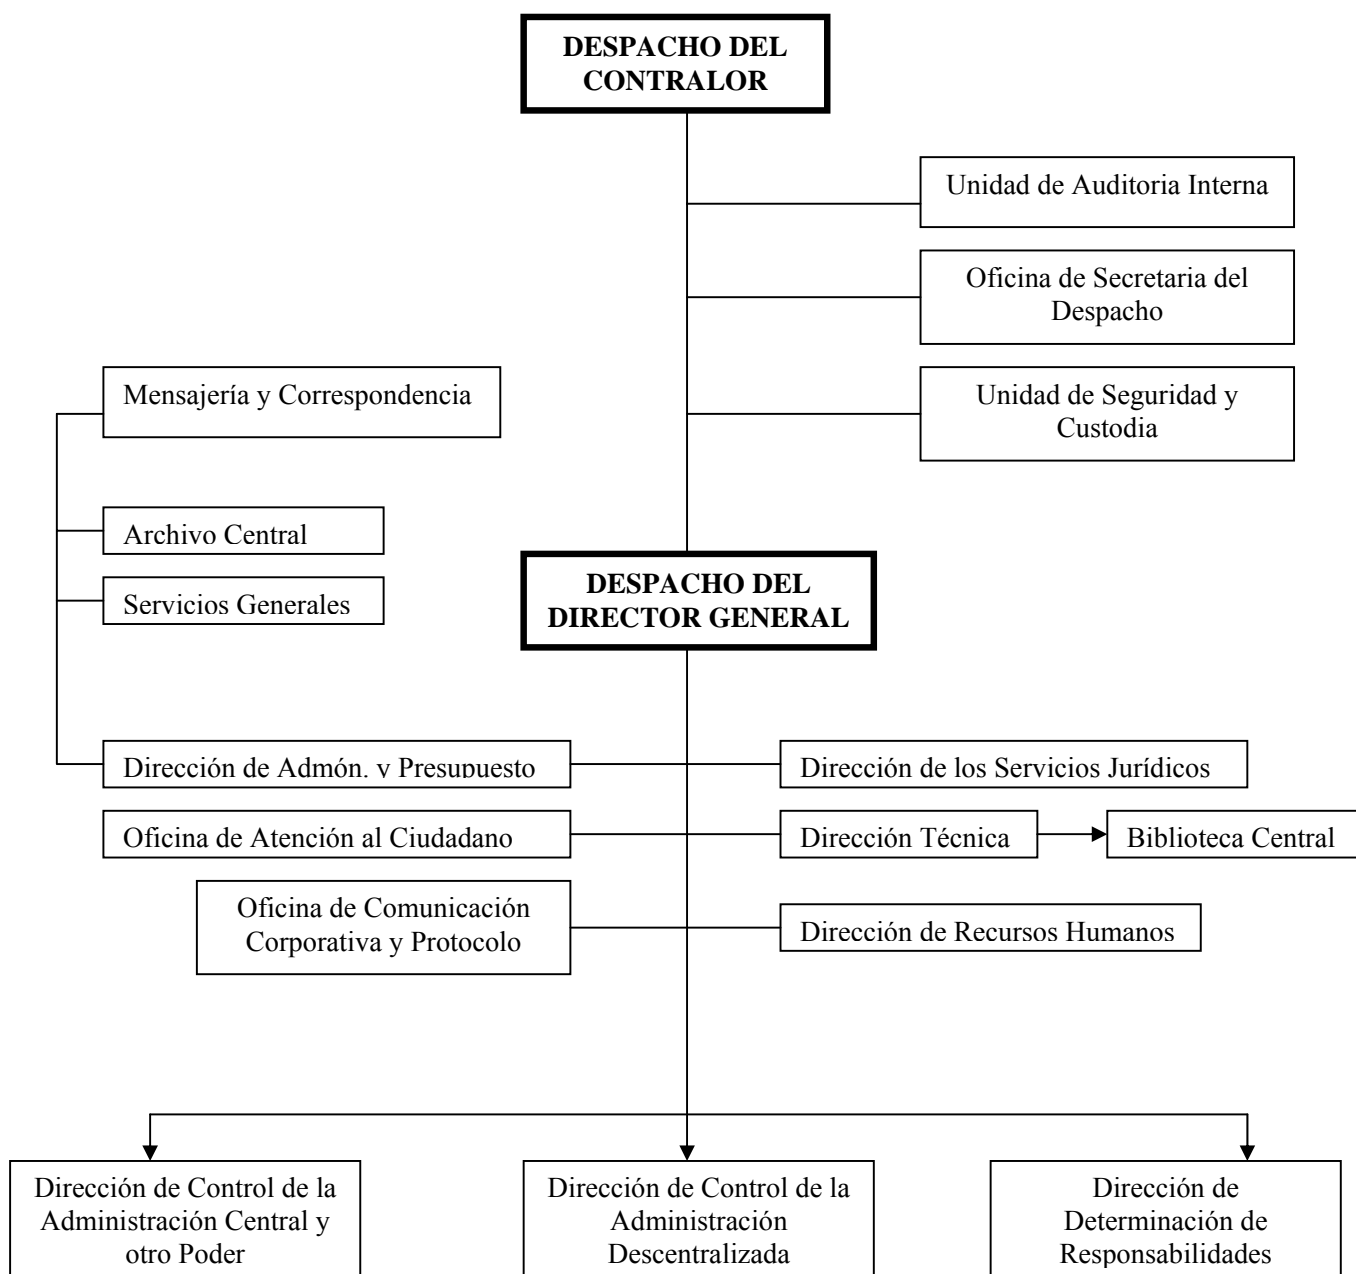 DESPACHO DEL
CONTRALOR
Unidad de Auditoria Interna
Oficina de Secretaria del
Despacho
Mensajería y Correspondencia
Unidad de Seguridad y
Custodia
Archivo Central
DESPACHO DEL
DIRECTOR GENERAL
Servicios Generales
Dirección de Admón. y Presupuesto
Dirección de los Servicios Jurídicos
Oficina de Atención al Ciudadano
Dirección Técnica
Biblioteca Central
Oficina de Comunicación
Corporativa y Protocolo
Dirección de Recursos Humanos
Dirección de Control de la
Administración Central y
otro Poder
Dirección de Control de la
Administración
Descentralizada
Dirección de
Determinación de
Responsabilidades